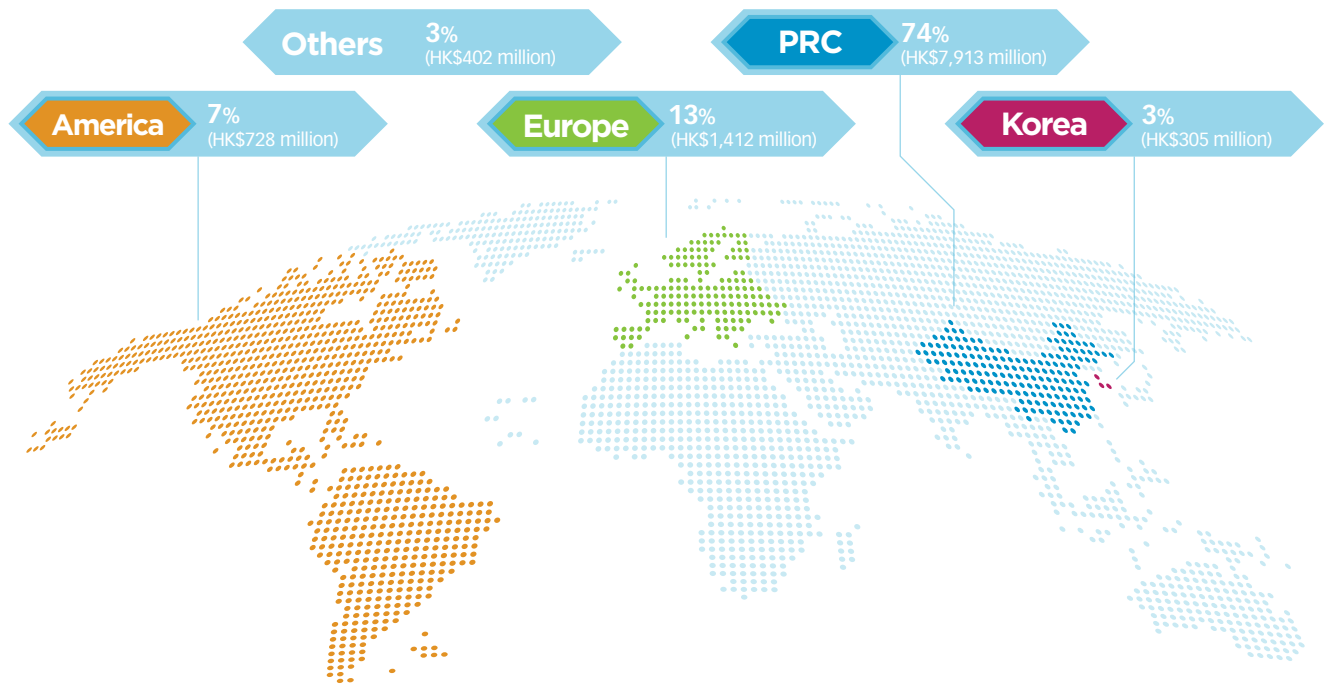 Others
3%
(HK$402 million)
PRC
74%
(HK$7,913 million)
America
7%
(HK$728 million)
Europe
13%
(HK$1,412 million)
Korea
3%
(HK$305 million)